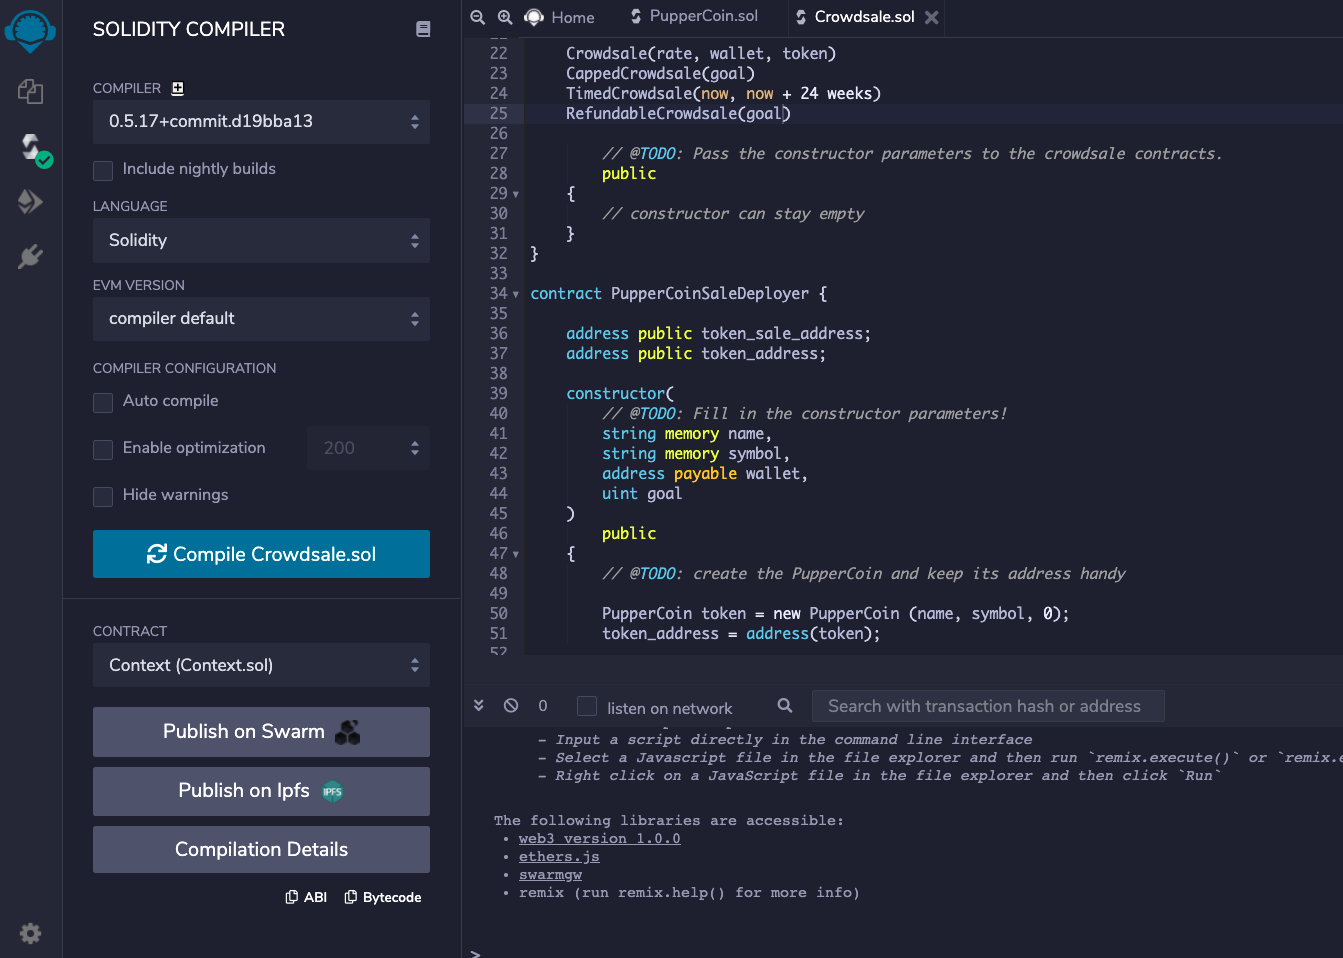 SOLIDITY COMPILER
COMPILER
0.5.17+commit.d19bba13
Include nightly builds
LANGUAGE
Solidity
EVM VERSION
compiler default
COMPILER CONFIGURATION
Auto compile
Enable optimization
200
Hide warnings
Compile Crowdsale.sol
CONTRACT
Context (Context.sol)
Publish on Swarm
Publish on Ipfs IPFS
Compilation Details
ABI Bytecode
Home PupperCoin.sol Crowdsale.sol
22 Crowdsale(rate, wallet, token)
23 CappedCrowdsale(goal)
24 TimedCrowdsale(now, now + 24 weeks)
25 RefundableCrowdsale(goal)
26
27 // @TODO: Pass the constructor parameters to the crowdsale contracts.
28 public
29 {
30 // constructor can stay empty
31 }
32 }
33
34 contract PupperCoinSaleDeployer {
35
36 address public token_sale_address;
37 address public token_address;
38
39 constructor(
40 // @TODO: Fill in the constructor parameters!
41 string memory name,
42 string memory symbol,
43 address payable wallet,
44 uint goal
45 )
46 public
47 {
48 // @TODO: create the PupperCoin and keep its address handy
49
50 PupperCoin token = new PupperCoin (name, symbol, 0);
51 token_address = address(token);
52
0 listen on network Search with transaction hash or address
- Input a script directly in the command line interface
- Select a Javascript file in the file explorer and then run `remix.execute()` or `remix.e
- Right click on a JavaScript file in the file explorer and then click `Run`
The following libraries are accessible:
• web3 version 1.0.0
• ethers.js
• swarmgw
• remix (run remix.help() for more info)
>